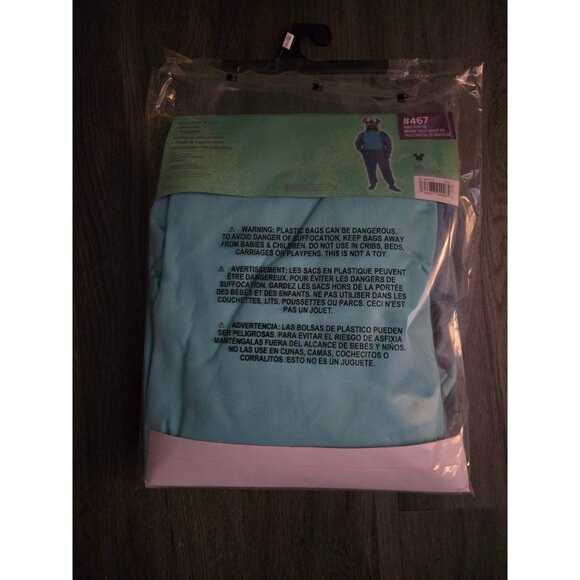 #467
⚠ WARNING: PLASTIC BAGS CAN BE DANGEROUS.
TO AVOID DANGER OF SUFFOCATION, KEEP BAGS AWAY
FROM BABIES & CHILDREN. DO NOT USE IN CRIBS, BEDS,
CARRIAGES OR PLAYPENS. THIS IS NOT A TOY.
⚠ AVERTISSEMENT: LES SACS EN PLASTIQUE PEUVENT
ÊTRE DANGEREUX. POUR ÉVITER LES DANGERS DE
SUFFOCATION, GARDEZ LES SACS HORS DE LA PORTÉE
DES BÉBÉS ET DES ENFANTS. NE PAS UTILISER DANS LES
COUCHETTES, LITS, POUSSETTES OU PARCS. CECI N'EST
PAS UN JOUET.
⚠ ADVERTENCIA: LAS BOLSAS DE PLÁSTICO PUEDEN
SER PELIGROSAS. PARA EVITAR EL RIESGO DE ASFIXIA
MANTÉNGALAS FUERA DEL ALCANCE DE BEBÉS Y NIÑOS.
NO LAS USE EN CUNAS, CAMAS, COCHECITOS O
CORRALITOS. ESTO NO ES UN JUGUETE.